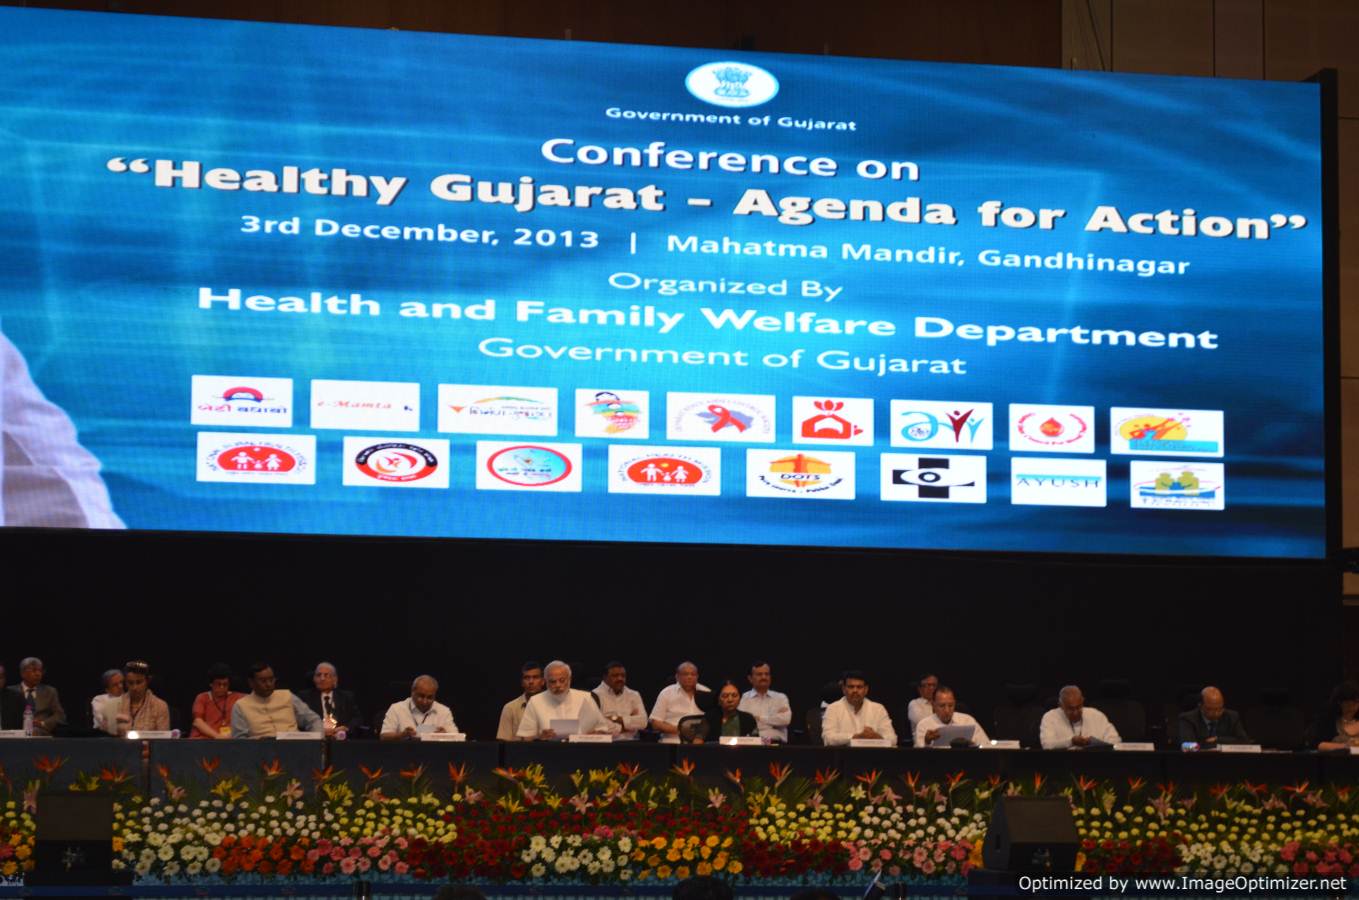 Government of Gujarat
Conference on
“Healthy Gujarat – Agenda for Action”
3rd December, 2013 | Mahatma Mandir, Gandhinagar
Organized By
Health and Family Welfare Department
Government of Gujarat
બેટી બચાવો
e-Mamta
DOTS
AYUSH
Optimized by www.ImageOptimizer.net